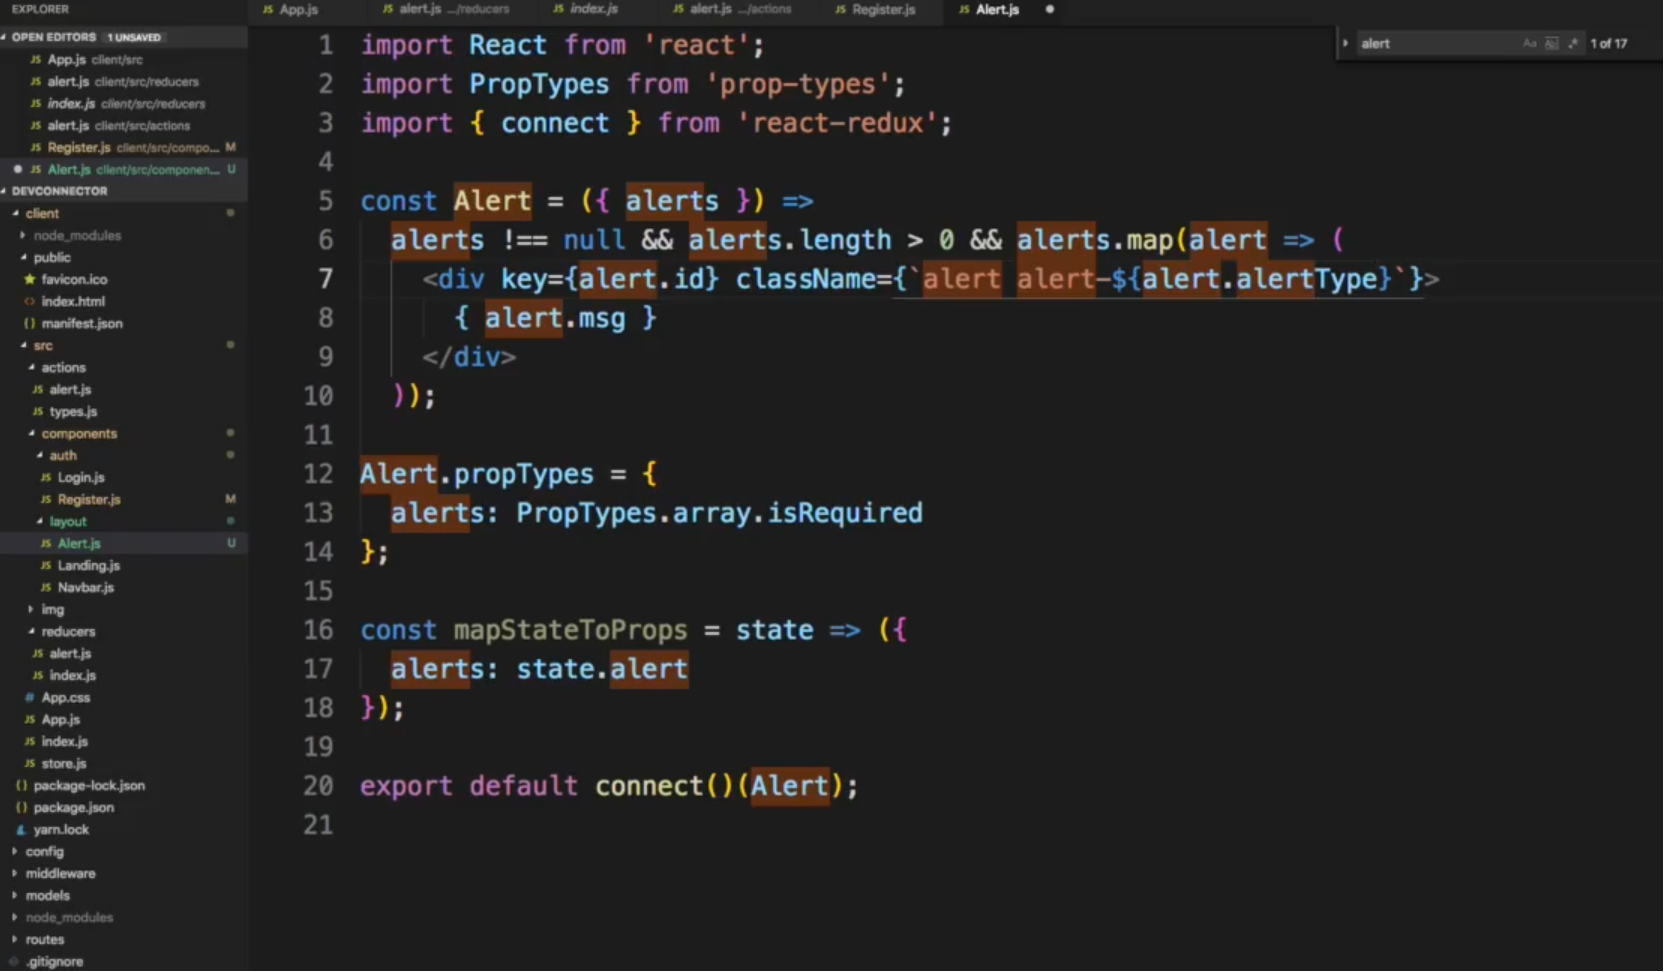 EXPLORER
OPEN EDITORS 1 UNSAVED
JS App.js client/src
JS alert.js client/src/reducers
JS index.js client/src/reducers
JS alert.js client/src/actions
JS Register.js client/src/compo... M
JS Alert.js client/src/componen... U
DEVCONNECTOR
client
node_modules
public
favicon.ico
<> index.html
{} manifest.json
src
actions
JS alert.js
JS types.js
components
auth
JS Login.js
JS Register.js M
layout
JS Alert.js U
JS Landing.js
JS Navbar.js
img
reducers
JS alert.js
JS index.js
# App.css
JS App.js
JS index.js
JS store.js
{} package-lock.json
{} package.json
yarn.lock
config
middleware
models
node_modules
routes
.gitignore
JS App.js JS alert.js .../reducers JS index.js JS alert.js .../actions JS Register.js JS Alert.js
alert Aa Abl .* 1 of 17
1 import React from 'react';
2 import PropTypes from 'prop-types';
3 import { connect } from 'react-redux';
4
5 const Alert = ({ alerts }) =>
6 alerts !== null && alerts.length > 0 && alerts.map(alert => (
7 <div key={alert.id} className={`alert alert-${alert.alertType}`}>
8 { alert.msg }
9 </div>
10 ));
11
12 Alert.propTypes = {
13 alerts: PropTypes.array.isRequired
14 };
15
16 const mapStateToProps = state => ({
17 alerts: state.alert
18 });
19
20 export default connect()(Alert);
21